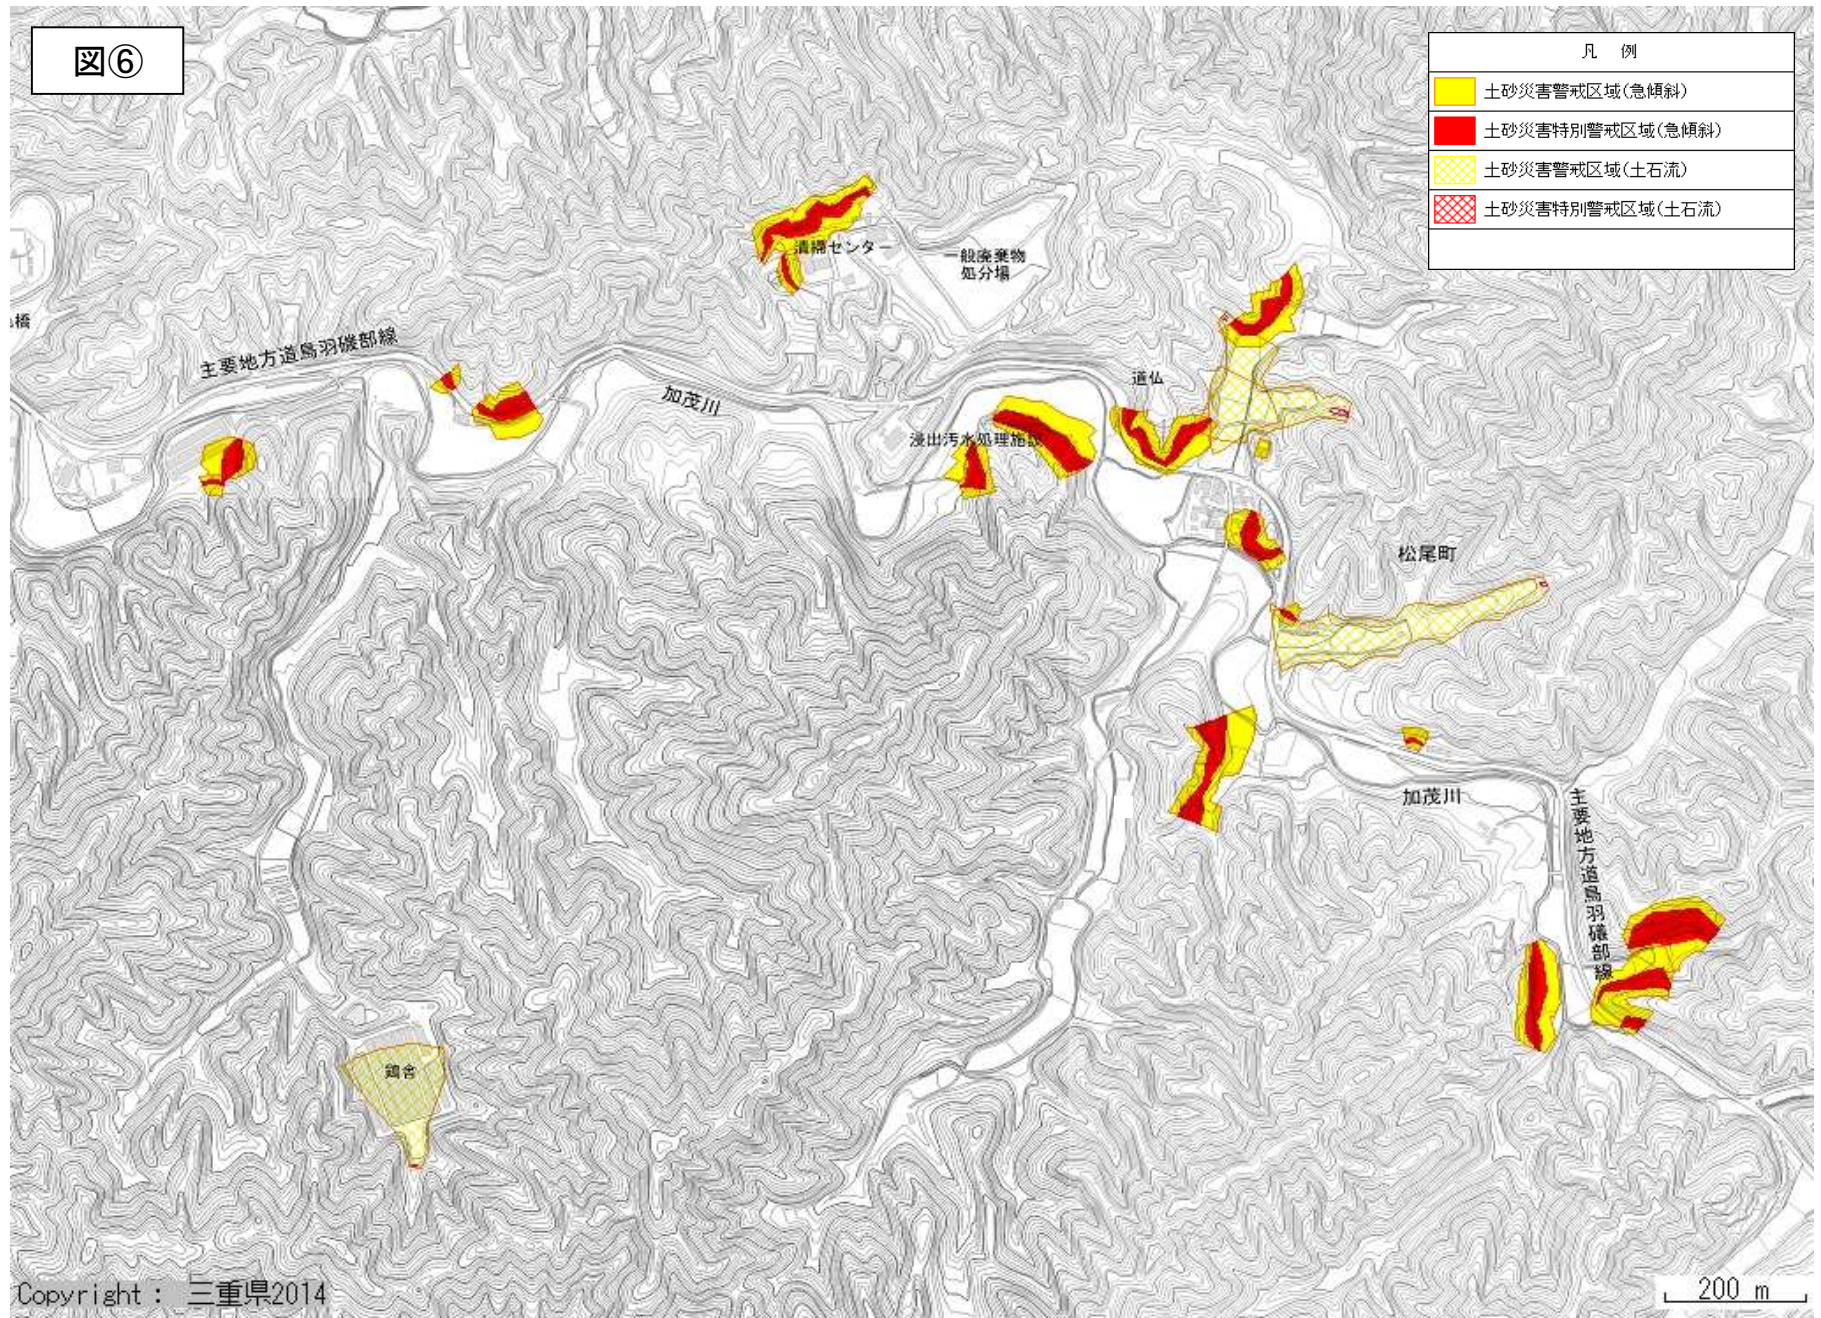 図⑥
凡 例
土砂災害警戒区域(急傾斜)
土砂災害特別警戒区域(急傾斜)
土砂災害警戒区域(土石流)
土砂災害特別警戒区域(土石流)
清掃センター
一般廃棄物
処分場
橋
主要地方道鳥羽磯部線
加茂川
道仏
浸出汚水処理施設
松尾町
加茂川
主要地方道鳥羽磯部線
鶏舎
Copyright : 三重県2014
200 m